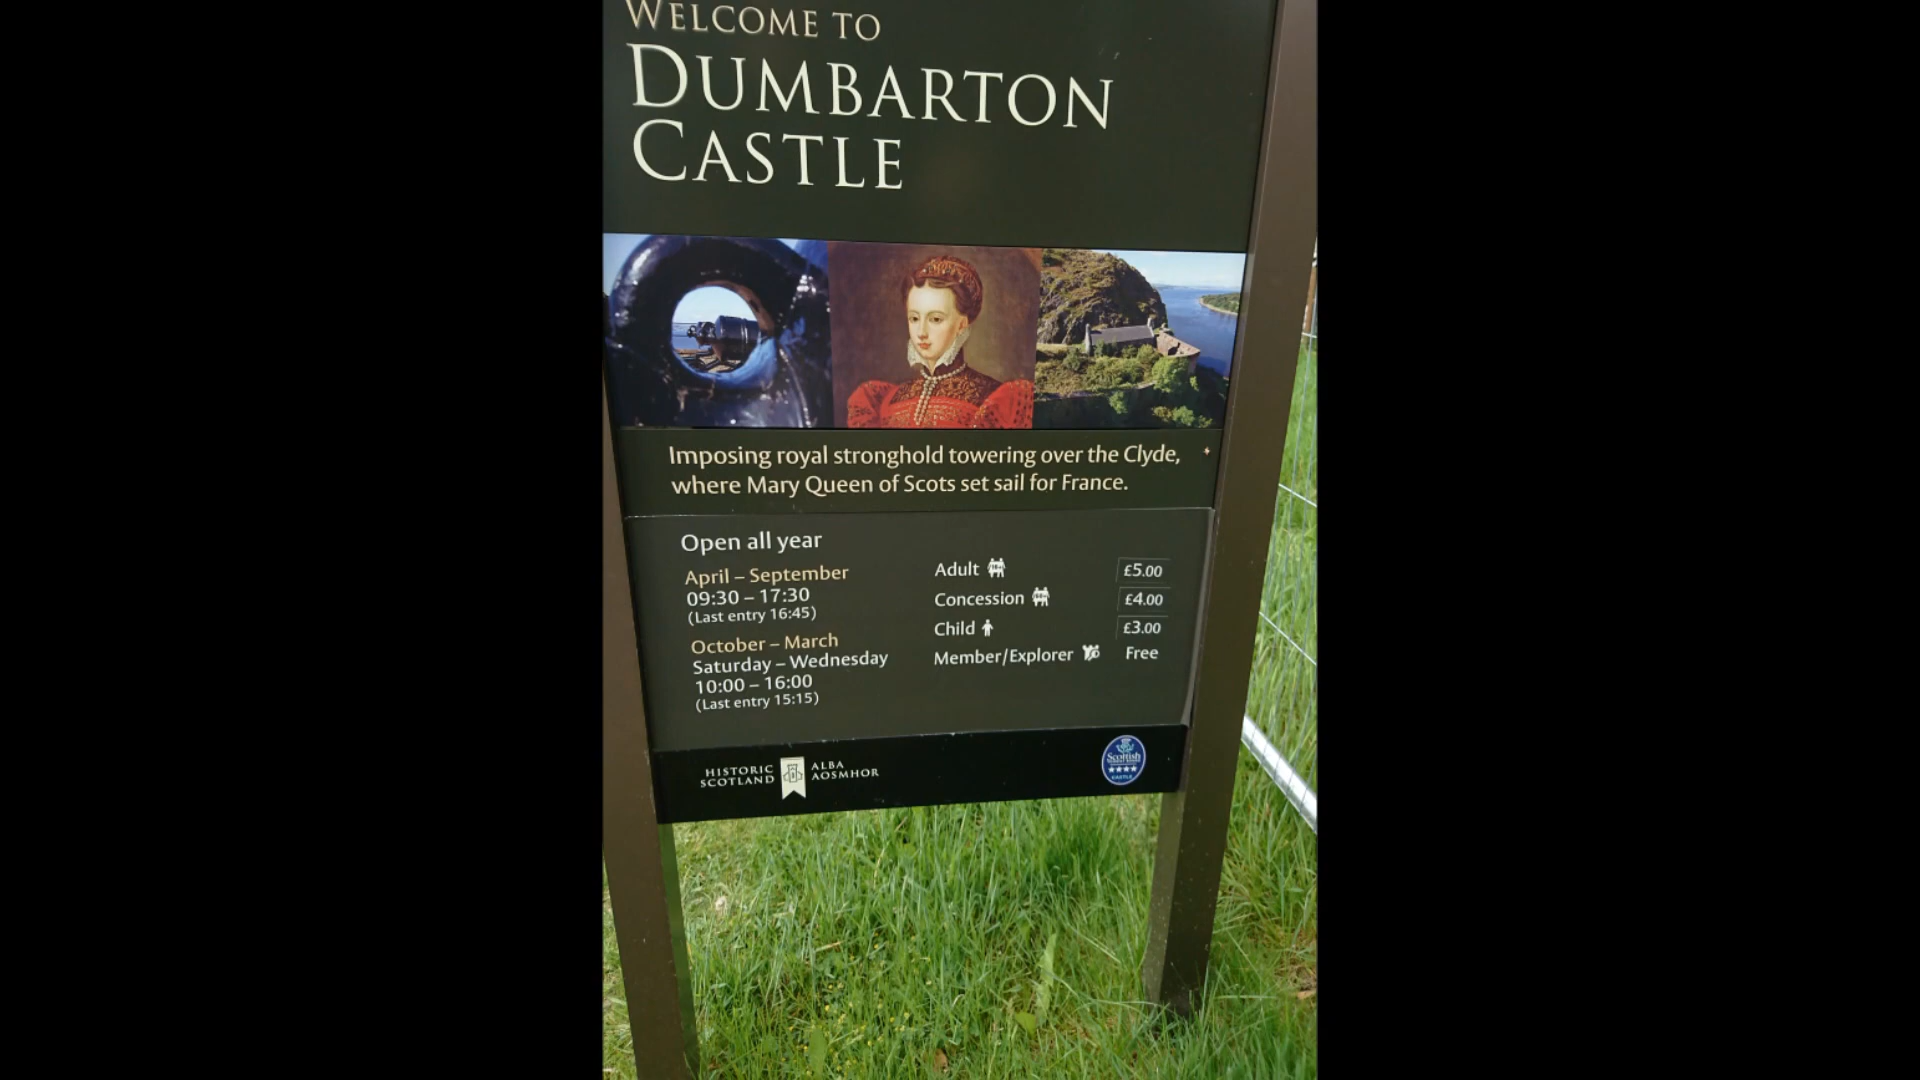 WELCOME TO
DUMBARTON
CASTLE
Imposing royal stronghold towering over the Clyde,
where Mary Queen of Scots set sail for France.
Open all year
April – September
09:30 – 17:30
(Last entry 16:45)
October – March
Saturday – Wednesday
10:00 – 16:00
(Last entry 15:15)
Adult £5.00
Concession £4.00
Child £3.00
Member/Explorer Free
HISTORIC ALBA
SCOTLAND AOSMHOR
Scottish
CASTLE